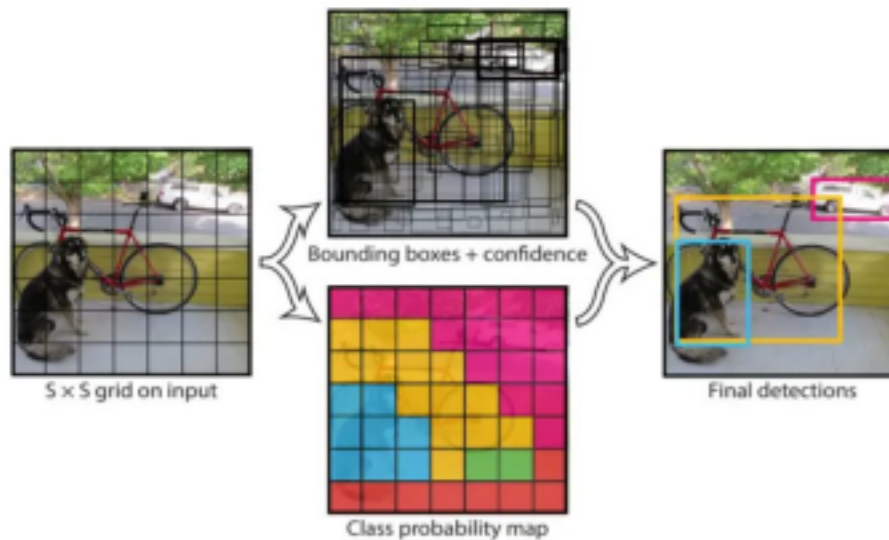 Bounding boxes + confidence
S × S grid on input
Final detections
Class probability map